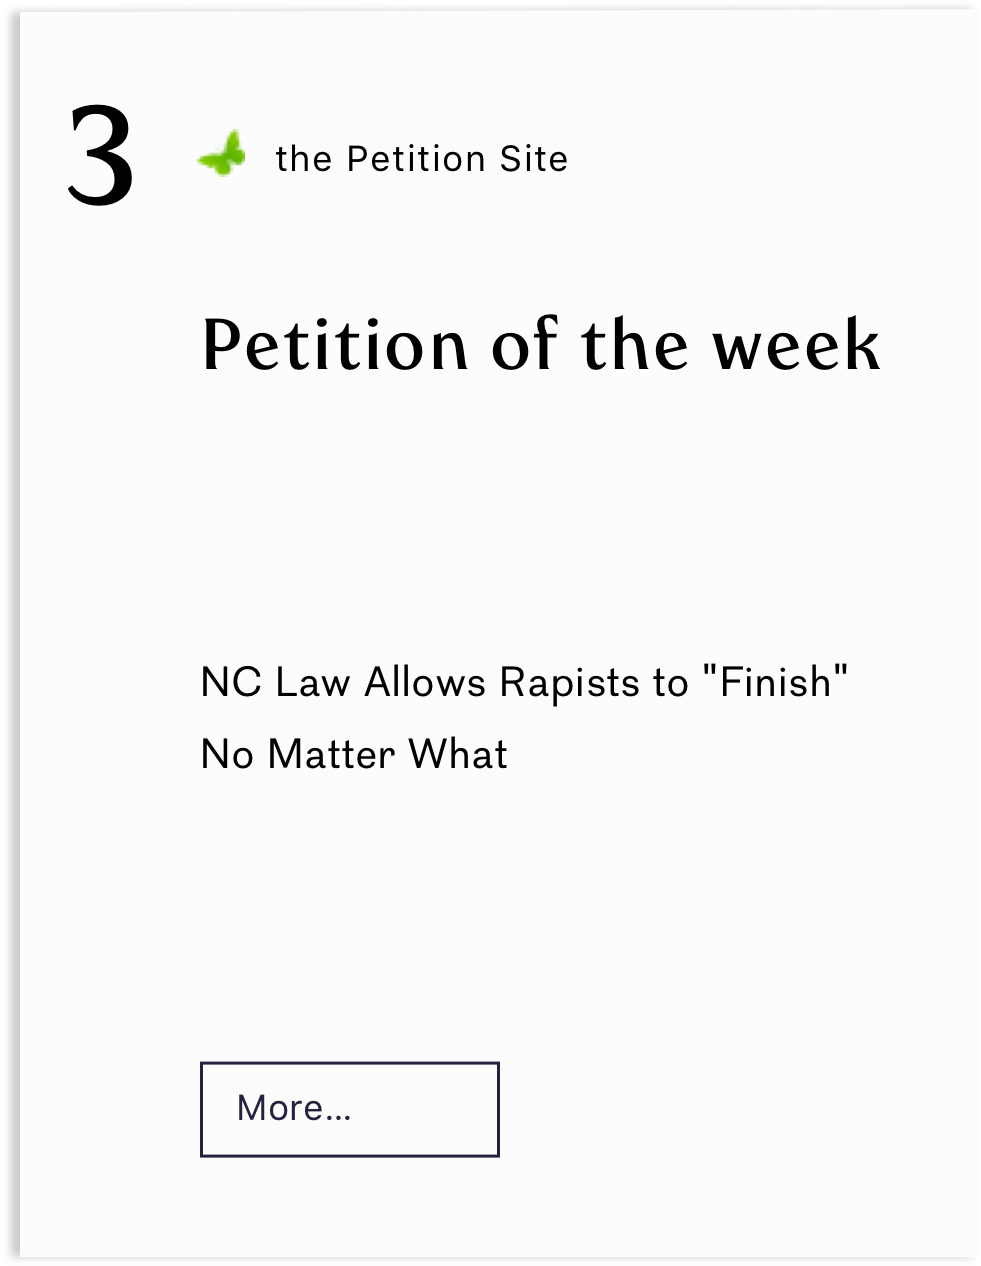 3
the Petition Site
Petition of the week
NC Law Allows Rapists to "Finish"
No Matter What
More...